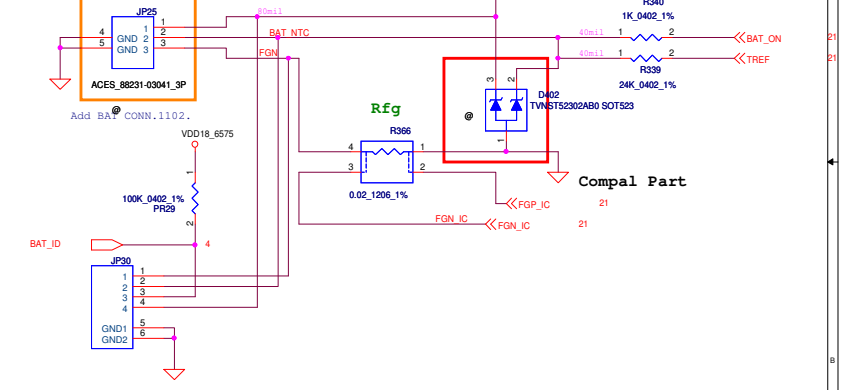 R340
1K_0402_1%
JP25
80mil
1
4
GND 2
2
BAT_NTC
5
GND 3
3
FGN
40mil
1
2
BAT_ON
21
40mil
1
2
TREF
21
R339
24K_0402_1%
ACES_88231-03041_3P
@
Add BAT CONN.1102.
3
2
D402
TVNST52302AB0 SOT523
@
1
Rfg
R366
4
1
3
2
0.02_1206_1%
Compal Part
VDD18_6575
1
100K_0402_1%
PR29
2
FGP_IC
21
FGN_IC
FGN_IC
21
BAT_ID
4
JP30
1
1
2
2
3
3
4
4
GND1
5
GND2
6
B